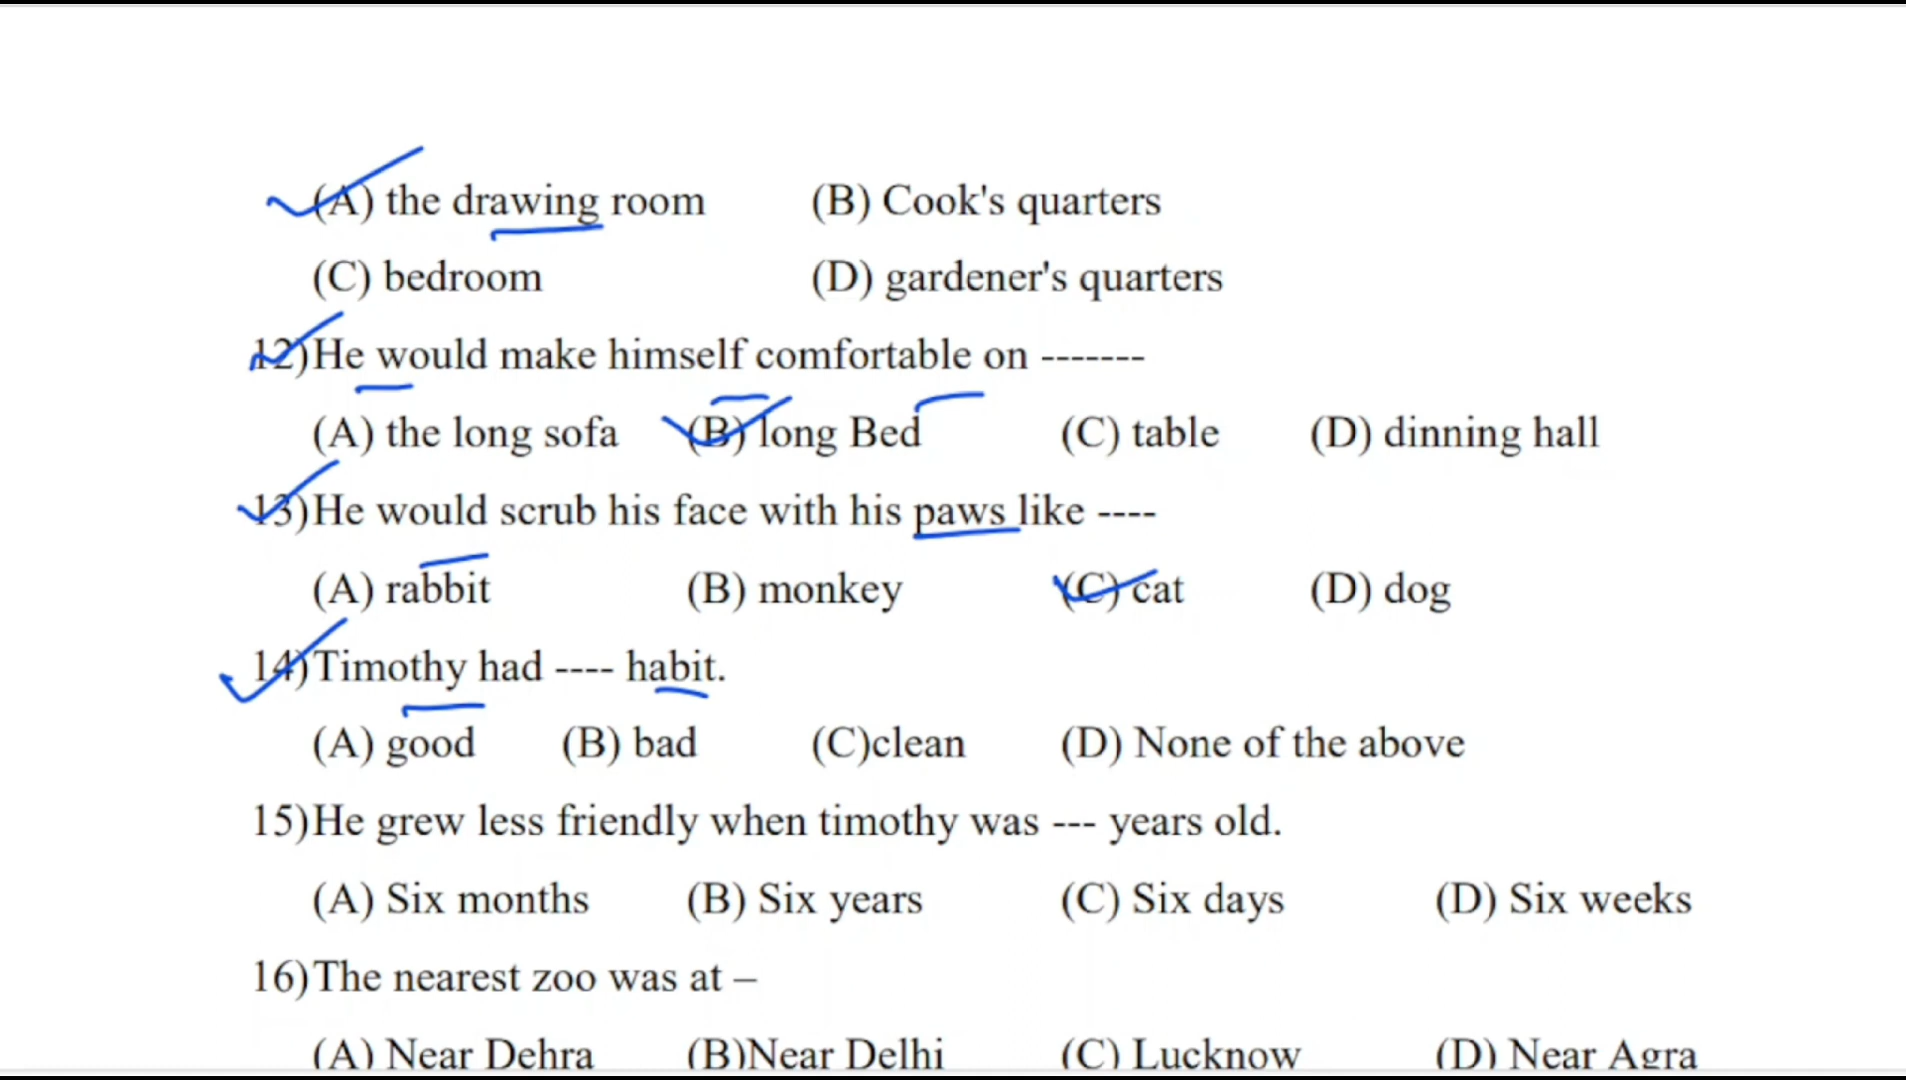 (A) the drawing room (B) Cook's quarters
(C) bedroom (D) gardener's quarters
12)He would make himself comfortable on -------
(A) the long sofa (B) long Bed (C) table (D) dinning hall
13)He would scrub his face with his paws like ----
(A) rabbit (B) monkey (C) cat (D) dog
14)Timothy had ---- habit.
(A) good (B) bad (C)clean (D) None of the above
15)He grew less friendly when timothy was --- years old.
(A) Six months (B) Six years (C) Six days (D) Six weeks
16)The nearest zoo was at –
(A) Near Dehra (B)Near Delhi (C) Lucknow (D) Near Agra